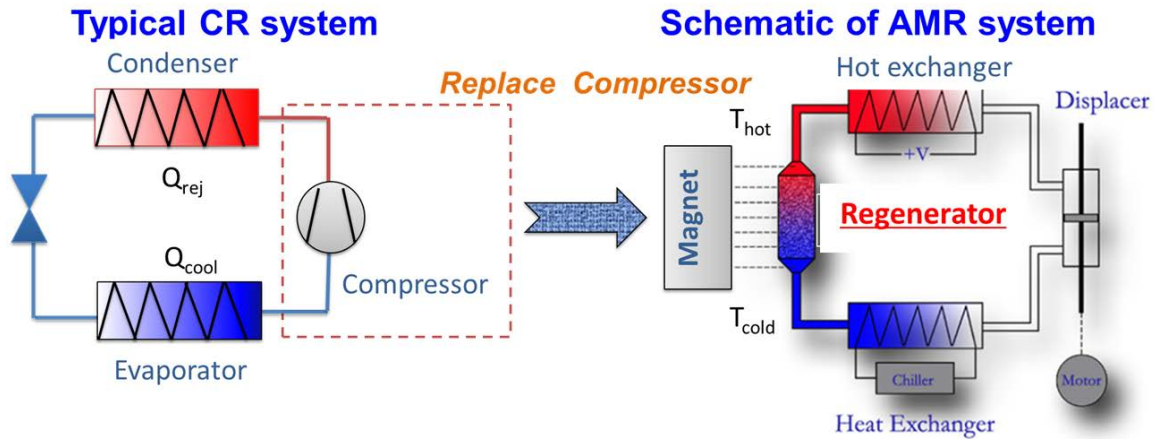 Typical CR system
Condenser
Q_rej
Q_cool
Compressor
Evaporator
Replace Compressor
Schematic of AMR system
Hot exchanger
Displacer
T_hot
+V
Magnet
Regenerator
T_cold
Chiller
Motor
Heat Exchanger